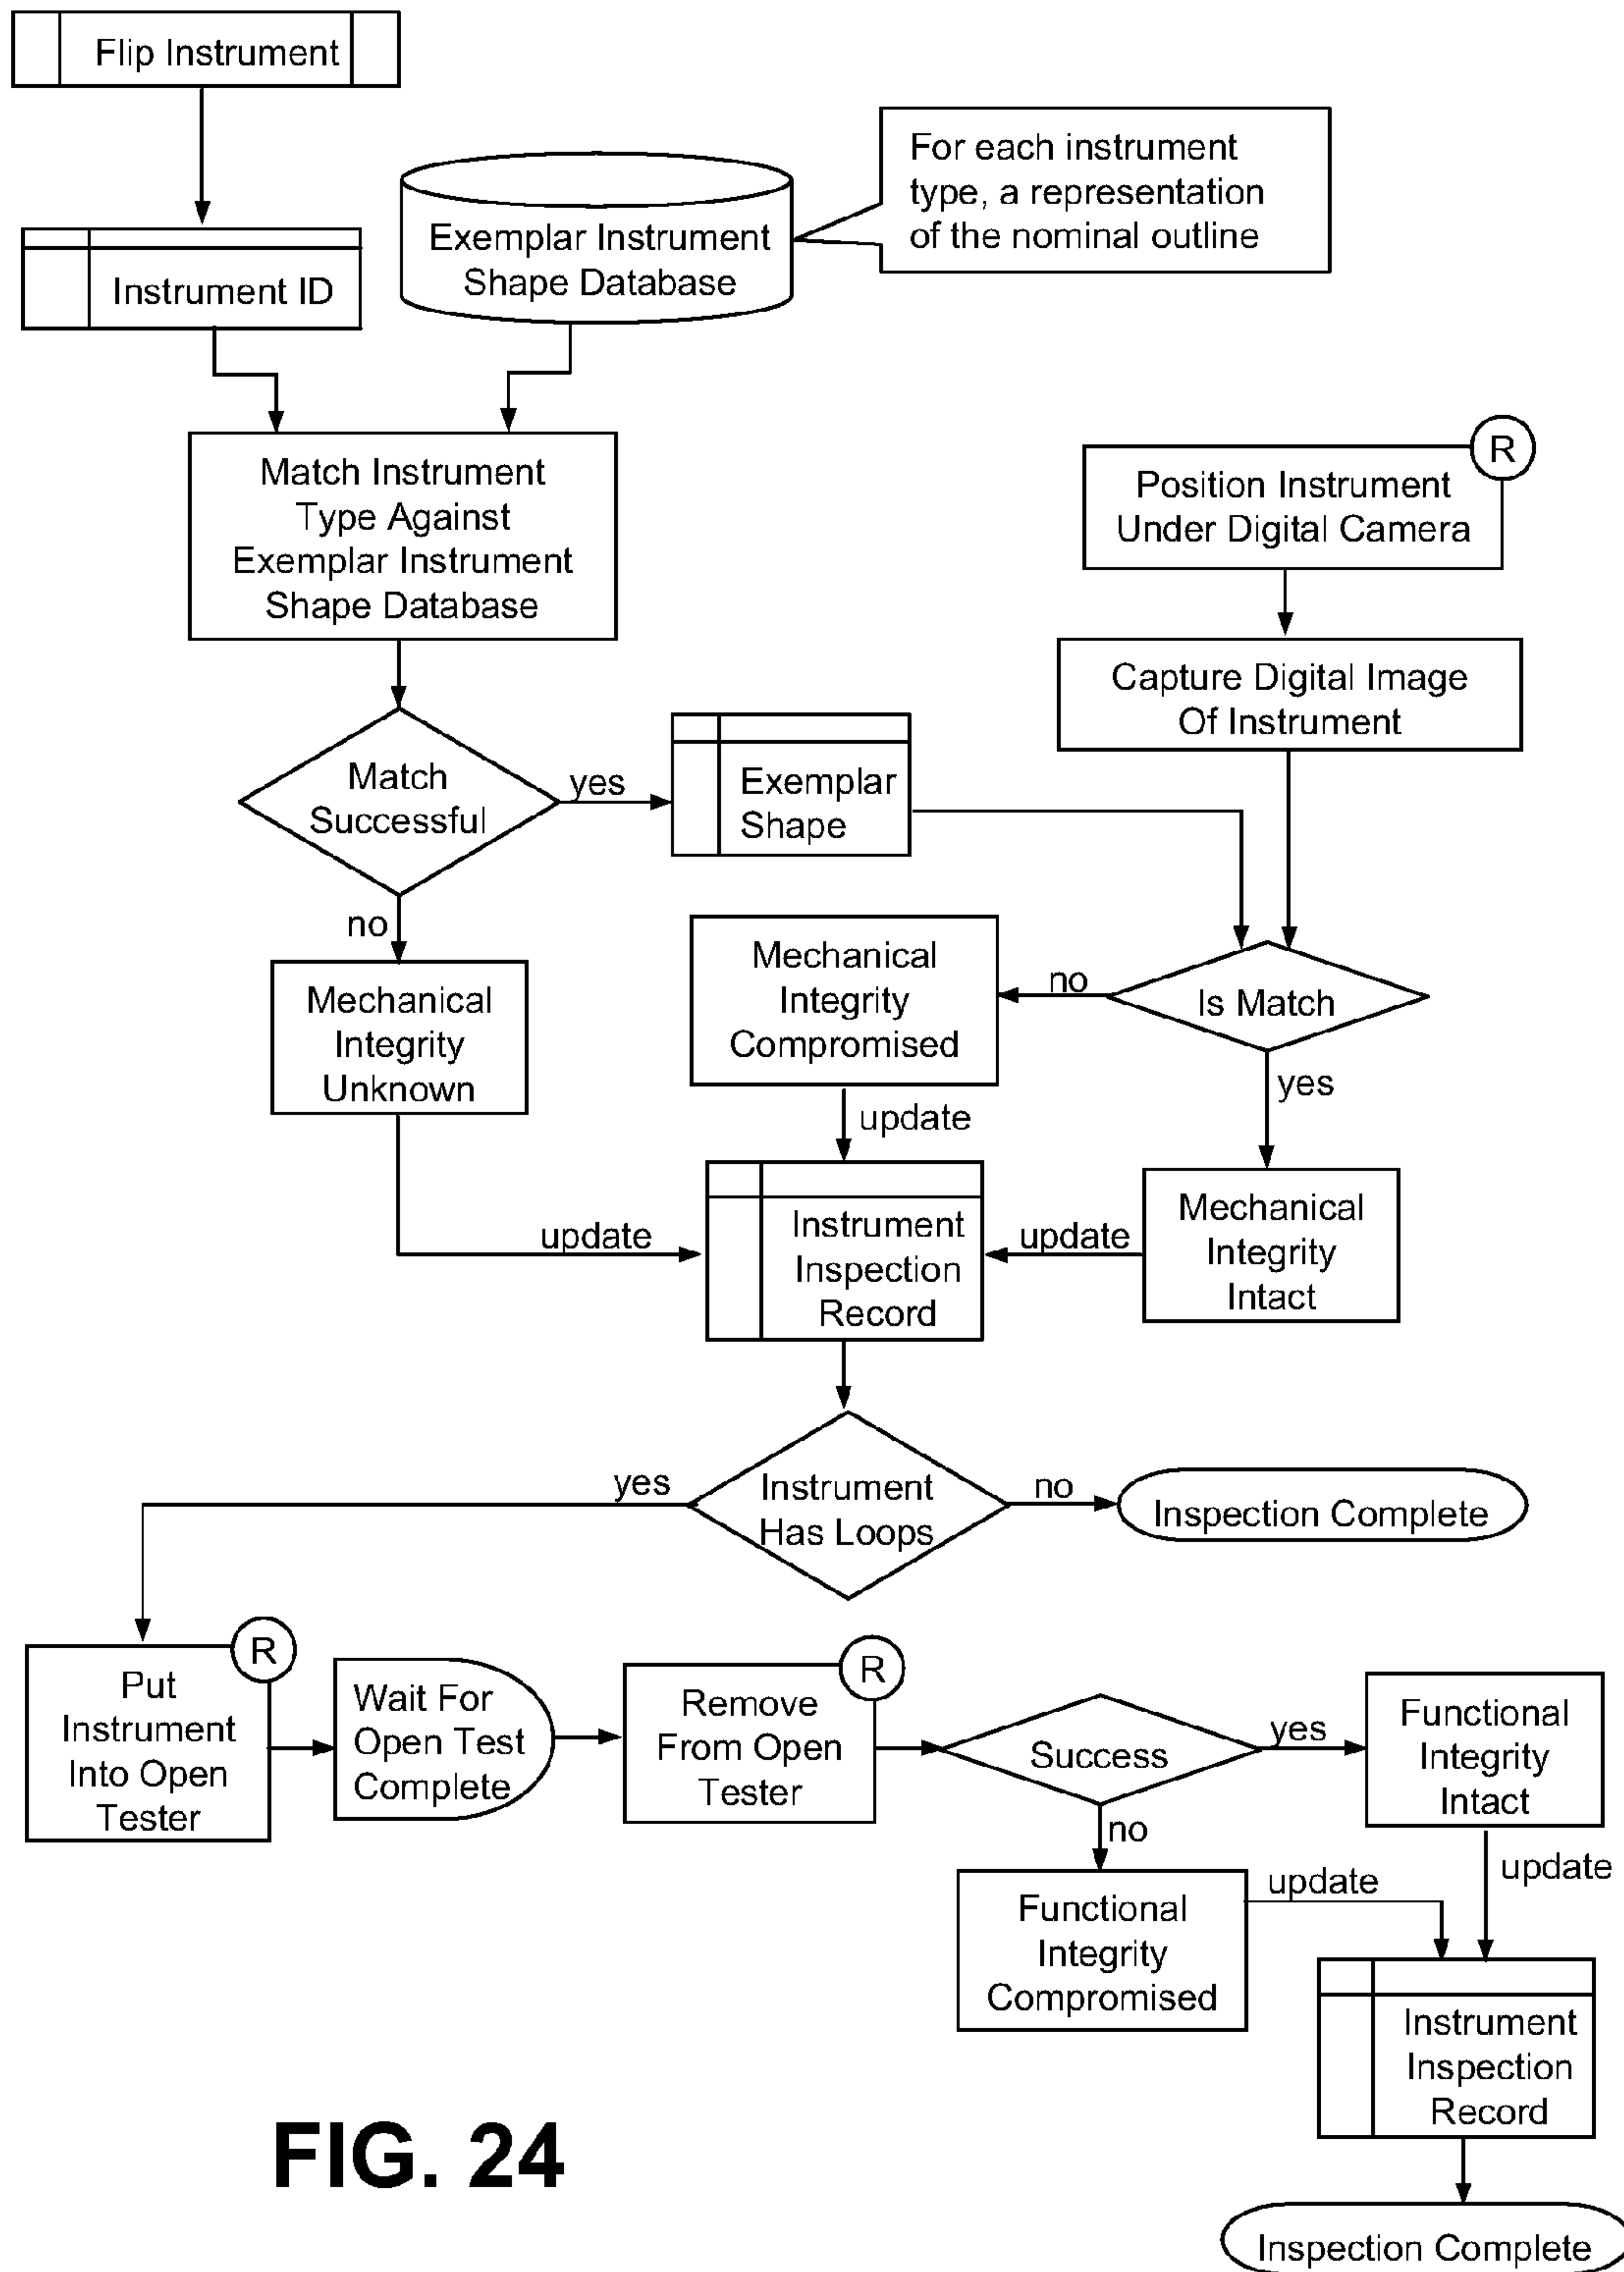 Flip Instrument
For each instrument
type, a representation
of the nominal outline
Exemplar Instrument
Shape Database
Instrument ID
Match Instrument
Type Against
Exemplar Instrument
Shape Database
R
Position Instrument
Under Digital Camera
Capture Digital Image
Of Instrument
Match
Successful
yes
Exemplar
Shape
no
Mechanical
Integrity
Unknown
Mechanical
Integrity
Compromised
no
Is Match
yes
update
update
Instrument
Inspection
Record
update
Mechanical
Integrity
Intact
yes
Instrument
Has Loops
no
Inspection Complete
R
Put
Instrument
Into Open
Tester
Wait For
Open Test
Complete
R
Remove
From Open
Tester
Success
yes
Functional
Integrity
Intact
no
update
Functional
Integrity
Compromised
update
Instrument
Inspection
Record
Inspection Complete
FIG. 24